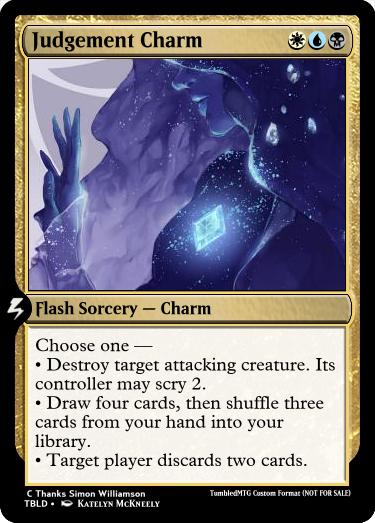 Judgement Charm
Flash Sorcery — Charm
Choose one —
• Destroy target attacking creature. Its
controller may scry 2.
• Draw four cards, then shuffle three
cards from your hand into your
library.
• Target player discards two cards.
C Thanks Simon Williamson
TBLD • Katelyn McKneely
TumbledMTG Custom Format (NOT FOR SALE)